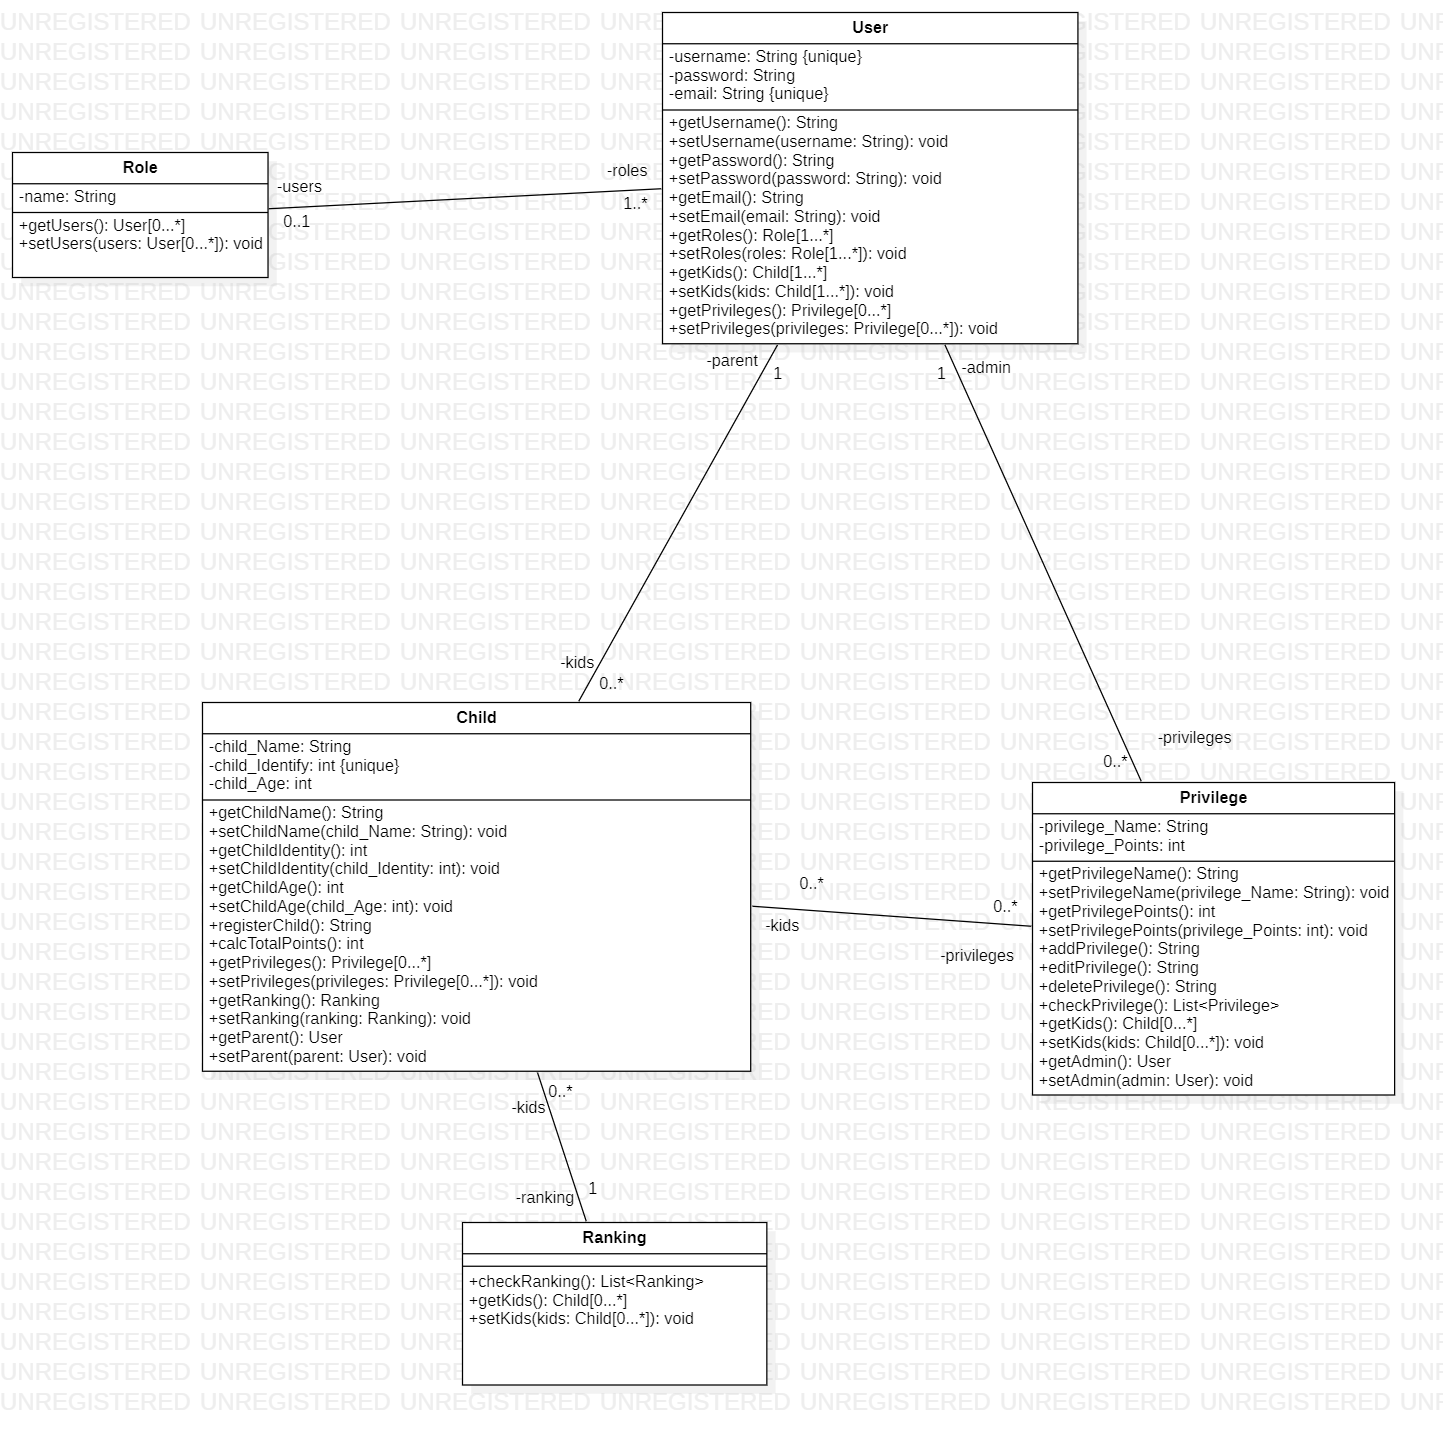 User
-username: String {unique}
-password: String
-email: String {unique}
+getUsername(): String
+setUsername(username: String): void
+getPassword(): String
+setPassword(password: String): void
+getEmail(): String
+setEmail(email: String): void
+getRoles(): Role[1...*]
+setRoles(roles: Role[1...*]): void
+getKids(): Child[1...*]
+setKids(kids: Child[1...*]): void
+getPrivileges(): Privilege[0...*]
+setPrivileges(privileges: Privilege[0...*]): void
Role
-name: String
+getUsers(): User[0...*]
+setUsers(users: User[0...*]): void
-users
0..1
-roles
1..*
-parent
1
1
-admin
-kids
0..*
-privileges
0..*
Child
-child_Name: String
-child_Identify: int {unique}
-child_Age: int
+getChildName(): String
+setChildName(child_Name: String): void
+getChildIdentity(): int
+setChildIdentity(child_Identity: int): void
+getChildAge(): int
+setChildAge(child_Age: int): void
+registerChild(): String
+calcTotalPoints(): int
+getPrivileges(): Privilege[0...*]
+setPrivileges(privileges: Privilege[0...*]): void
+getRanking(): Ranking
+setRanking(ranking: Ranking): void
+getParent(): User
+setParent(parent: User): void
0..*
-kids
0..*
-privileges
Privilege
-privilege_Name: String
-privilege_Points: int
+getPrivilegeName(): String
+setPrivilegeName(privilege_Name: String): void
+getPrivilegePoints(): int
+setPrivilegePoints(privilege_Points: int): void
+addPrivilege(): String
+editPrivilege(): String
+deletePrivilege(): String
+checkPrivilege(): List<Privilege>
+getKids(): Child[0...*]
+setKids(kids: Child[0...*]): void
+getAdmin(): User
+setAdmin(admin: User): void
0..*
-kids
1
-ranking
Ranking
+checkRanking(): List<Ranking>
+getKids(): Child[0...*]
+setKids(kids: Child[0...*]): void
UNREGISTERED